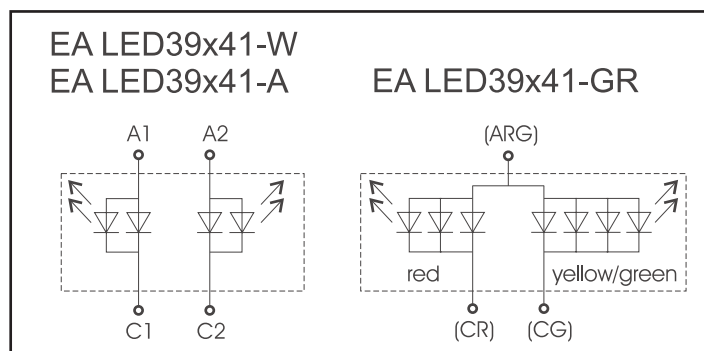 EA LED39x41-W
EA LED39x41-A
EA LED39x41-GR
A1 A2
(ARG)
red
yellow/green
C1 C2
(CR) (CG)